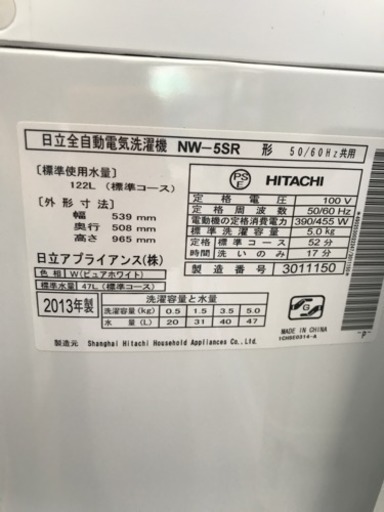 日立全自動電気洗濯機 NW-5SR 形 50/60Hz共用
〔標準使用水量〕
122L (標準コース)
〔外形寸法〕
幅 539 mm
奥行 508 mm
高さ 965 mm
日立アプライアンス(株)
色相 W(ピュアホワイト)
標準水量 47L(標準コース)
PSE HITACHI
定格電圧 100 V
定格周波数 50/60 Hz
電動機の定格消費電力 390/455 W
標準洗濯容量 5.0kg
定格時間 標準コース 52分
洗いのみ 17分
製造番号 3011150
2013年製
洗濯容量と水量
洗濯容量(kg) 0.5 1.5 3.5 5.0
水量(L) 20 31 40 47
G
MADE IN CHINA
製造元 Shanghai Hitachi Household Appliances Co., Ltd.
"P"